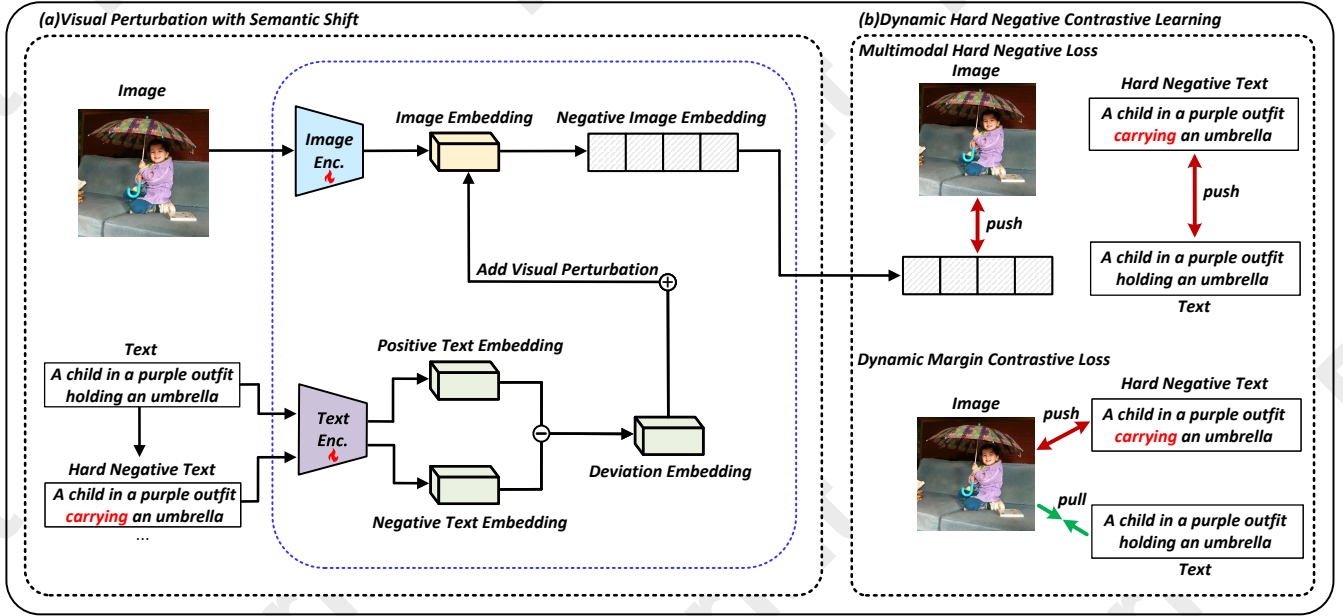 (a)Visual Perturbation with Semantic Shift
Image
Image
Enc.
Image Embedding
Negative Image Embedding
Add Visual Perturbation
Text
A child in a purple outfit
holding an umbrella
Hard Negative Text
A child in a purple outfit
carrying an umbrella
...
Text
Enc.
Positive Text Embedding
Negative Text Embedding
Deviation Embedding
(b)Dynamic Hard Negative Contrastive Learning
Multimodal Hard Negative Loss
Image
push
Hard Negative Text
A child in a purple outfit
carrying an umbrella
push
A child in a purple outfit
holding an umbrella
Text
Dynamic Margin Contrastive Loss
Image
push
pull
Hard Negative Text
A child in a purple outfit
carrying an umbrella
A child in a purple outfit
holding an umbrella
Text